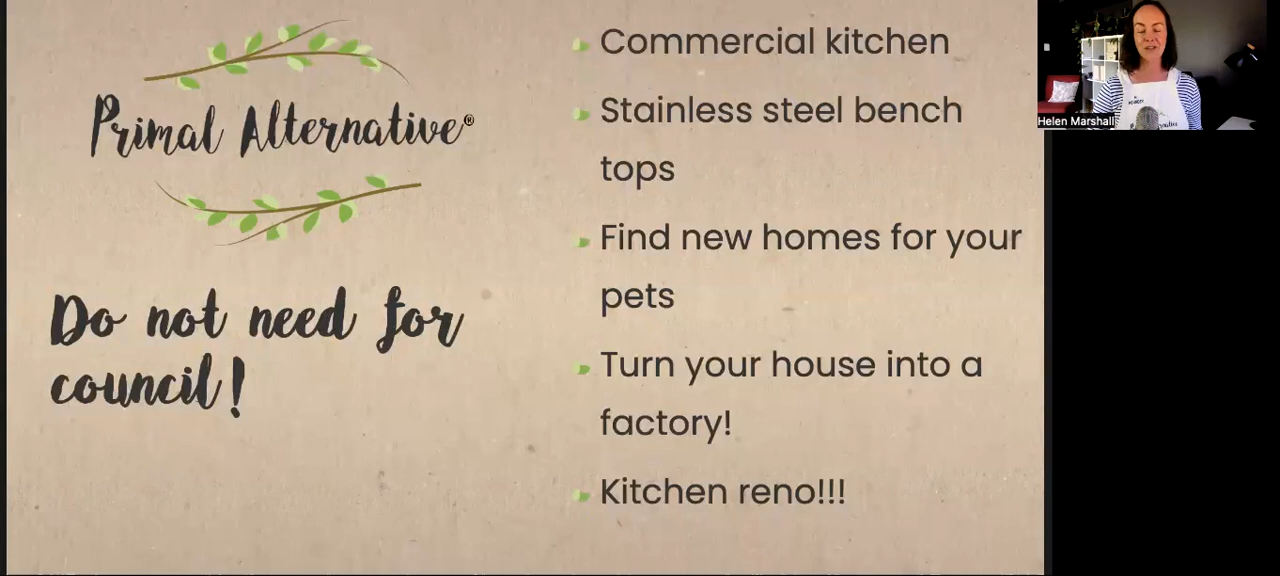 Primal Alternative®
Do not need for
council!
Commercial kitchen
Stainless steel bench
tops
Find new homes for your
pets
Turn your house into a
factory!
Kitchen reno!!!
Helen Marshall